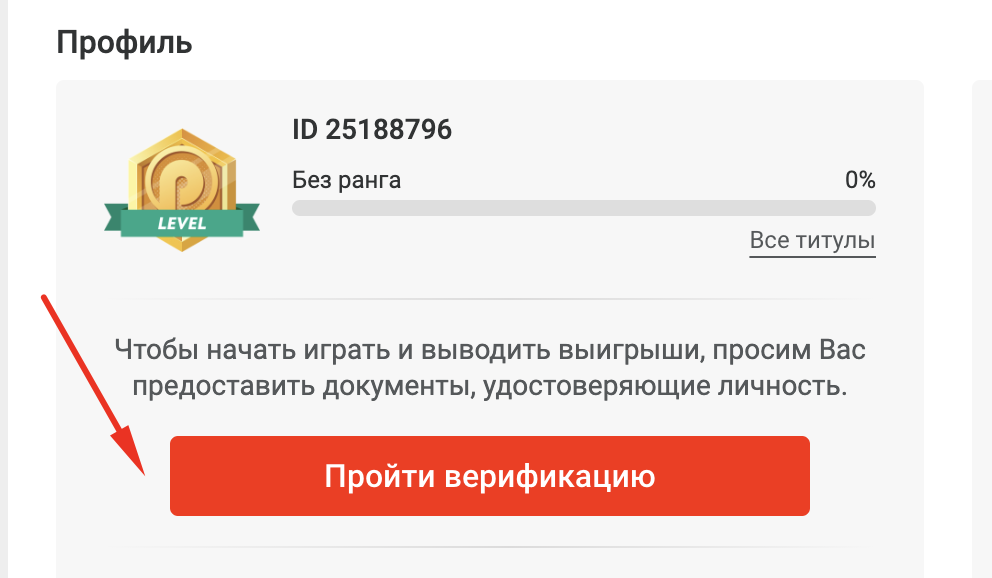 Профиль
ID 25188796
Без ранга 0%
LEVEL
Все титулы
Чтобы начать играть и выводить выигрыши, просим Вас
предоставить документы, удостоверяющие личность.
Пройти верификацию